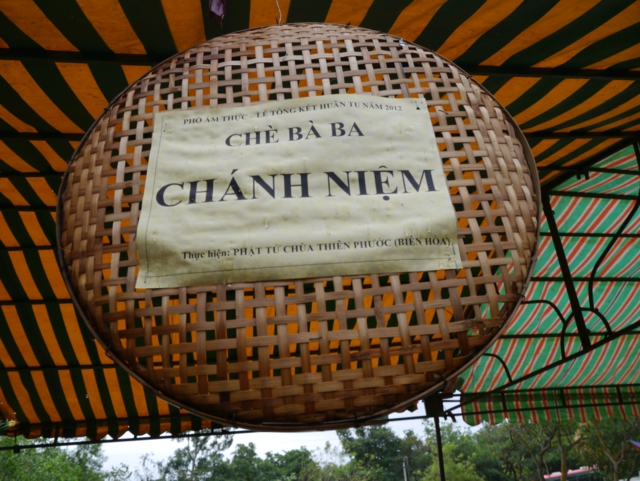 PHỐ ẨM THỰC - LỄ TỔNG KẾT HUÂN TU NĂM 2012
CHÈ BÀ BA
CHÁNH NIỆM
Thực hiện: PHẬT TỬ CHÙA THIÊN PHƯỚC (BIÊN HÒA)